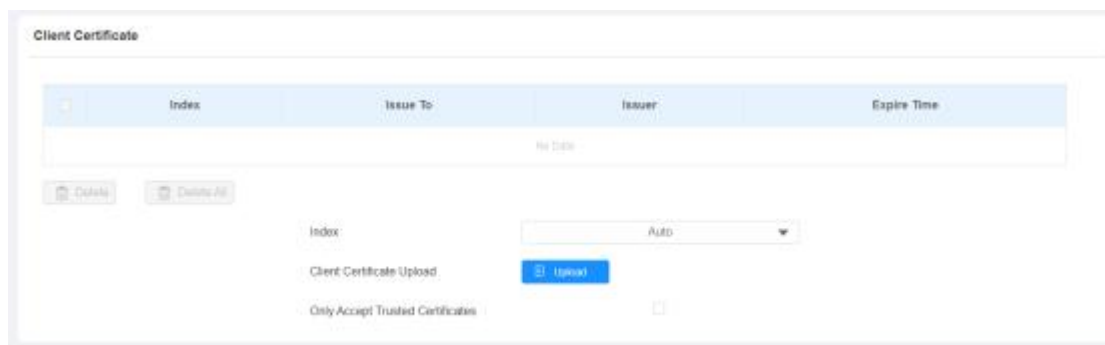 Client Certificate
Index Issue To Issuer Expire Time
No Data
Delete Delete All
Index Auto
Client Certificate Upload Upload
Only Accept Trusted Certificates